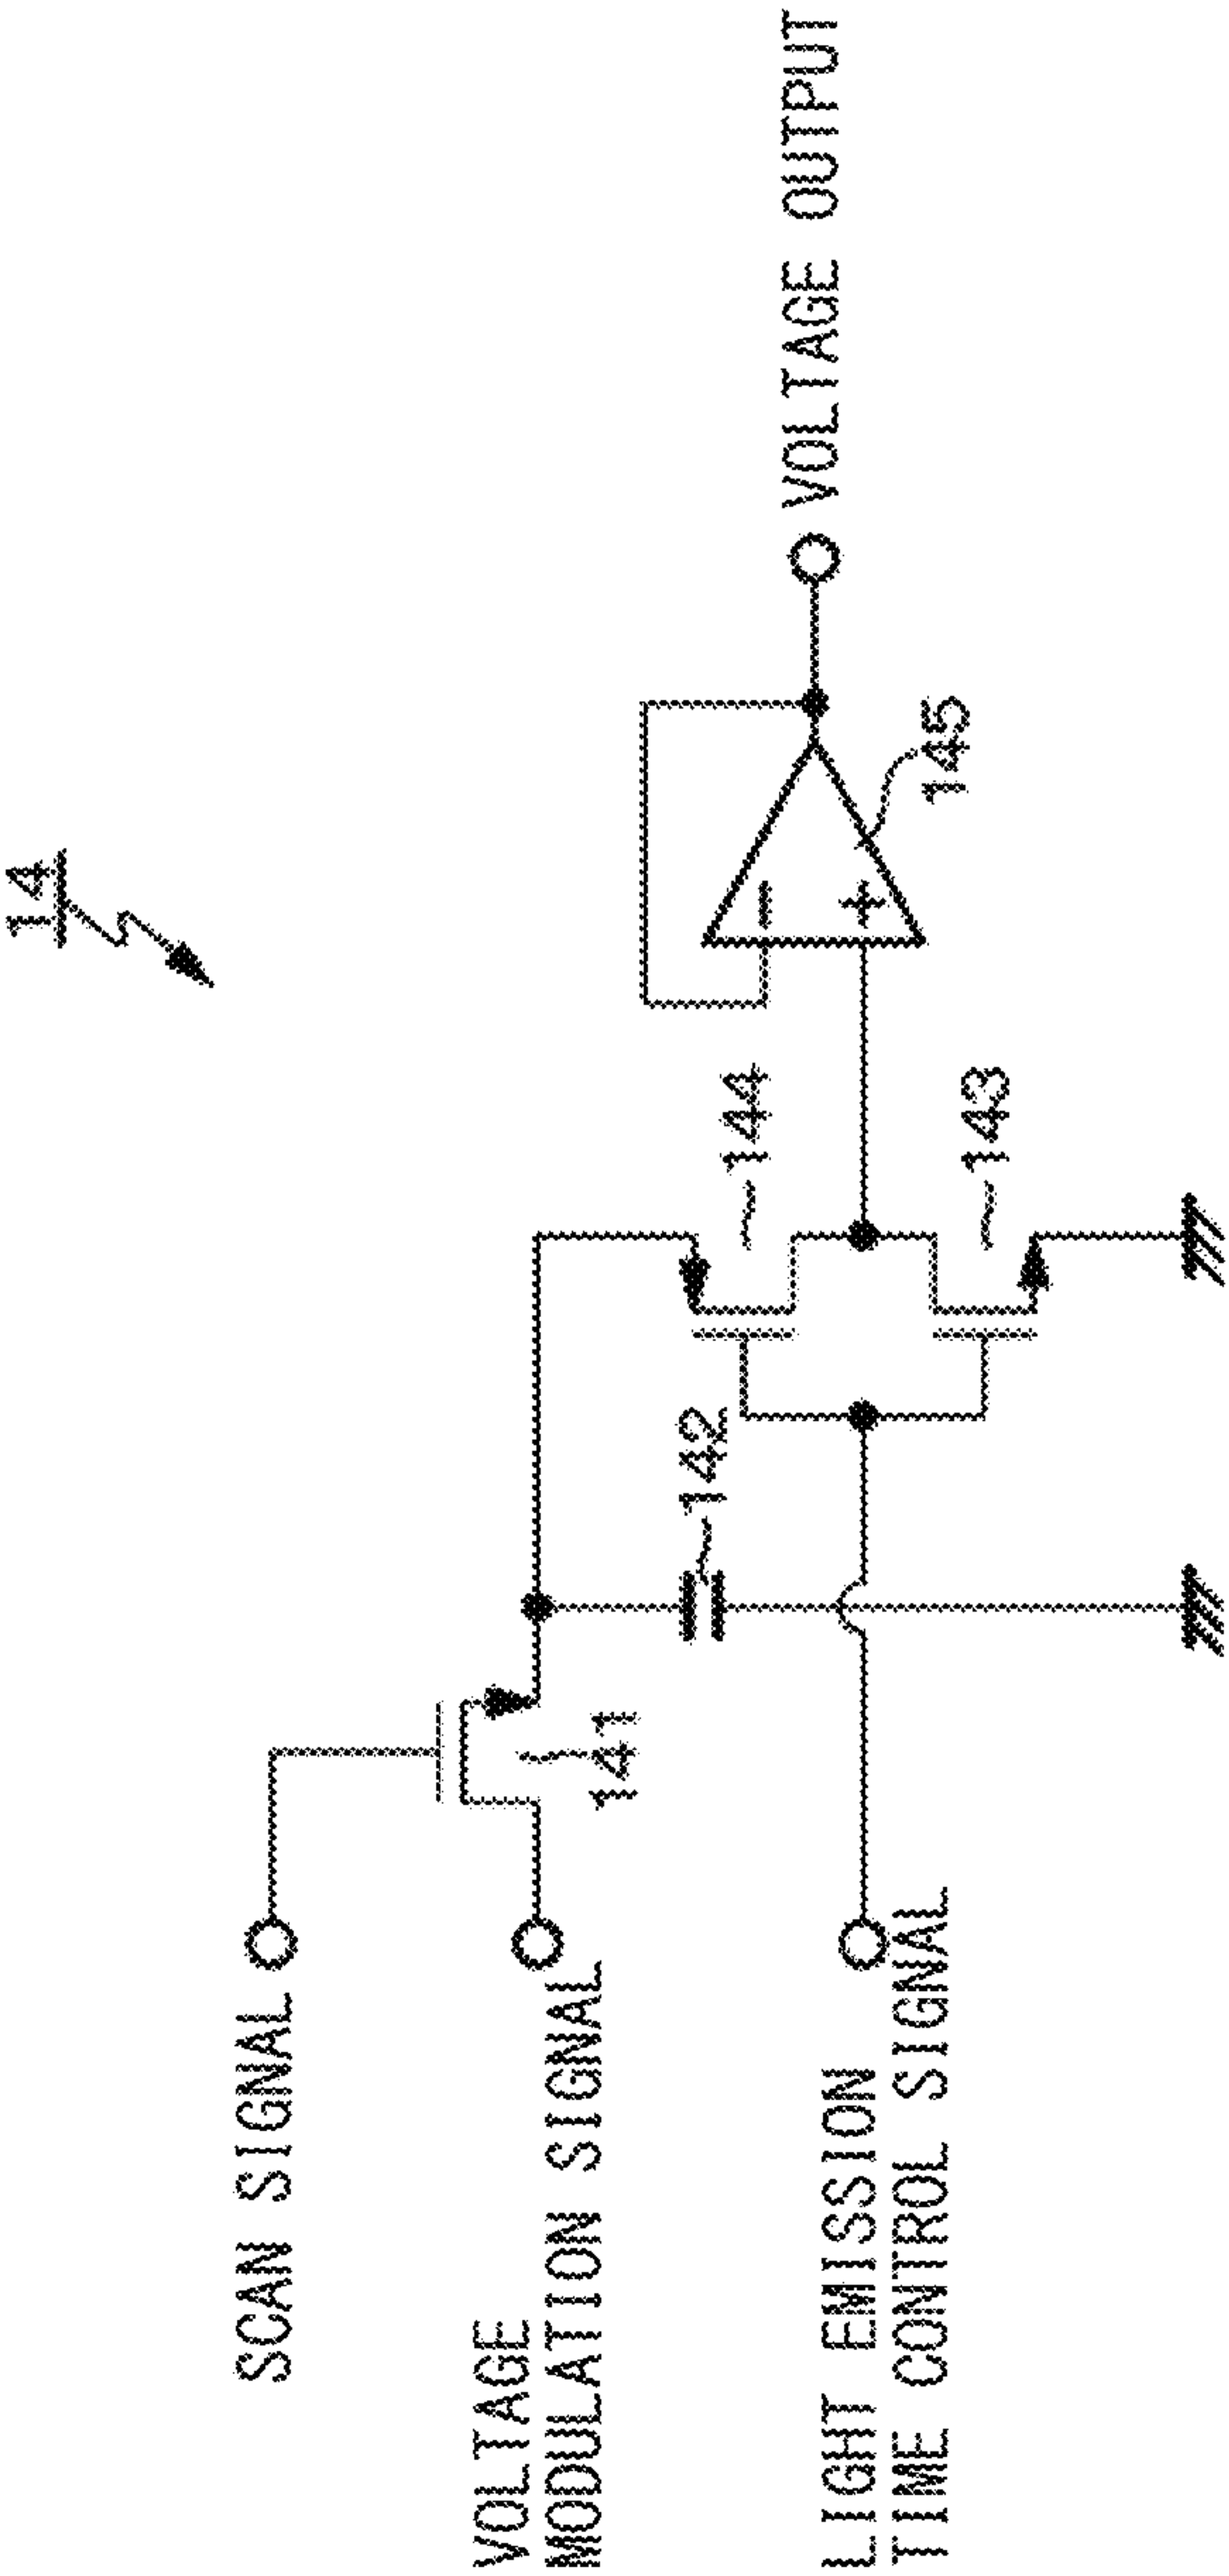 14
SCAN SIGNAL
VOLTAGE
MODULATION SIGNAL
141
142
144
LIGHT EMISSION
TIME CONTROL SIGNAL
143
-
+
145
VOLTAGE OUTPUT